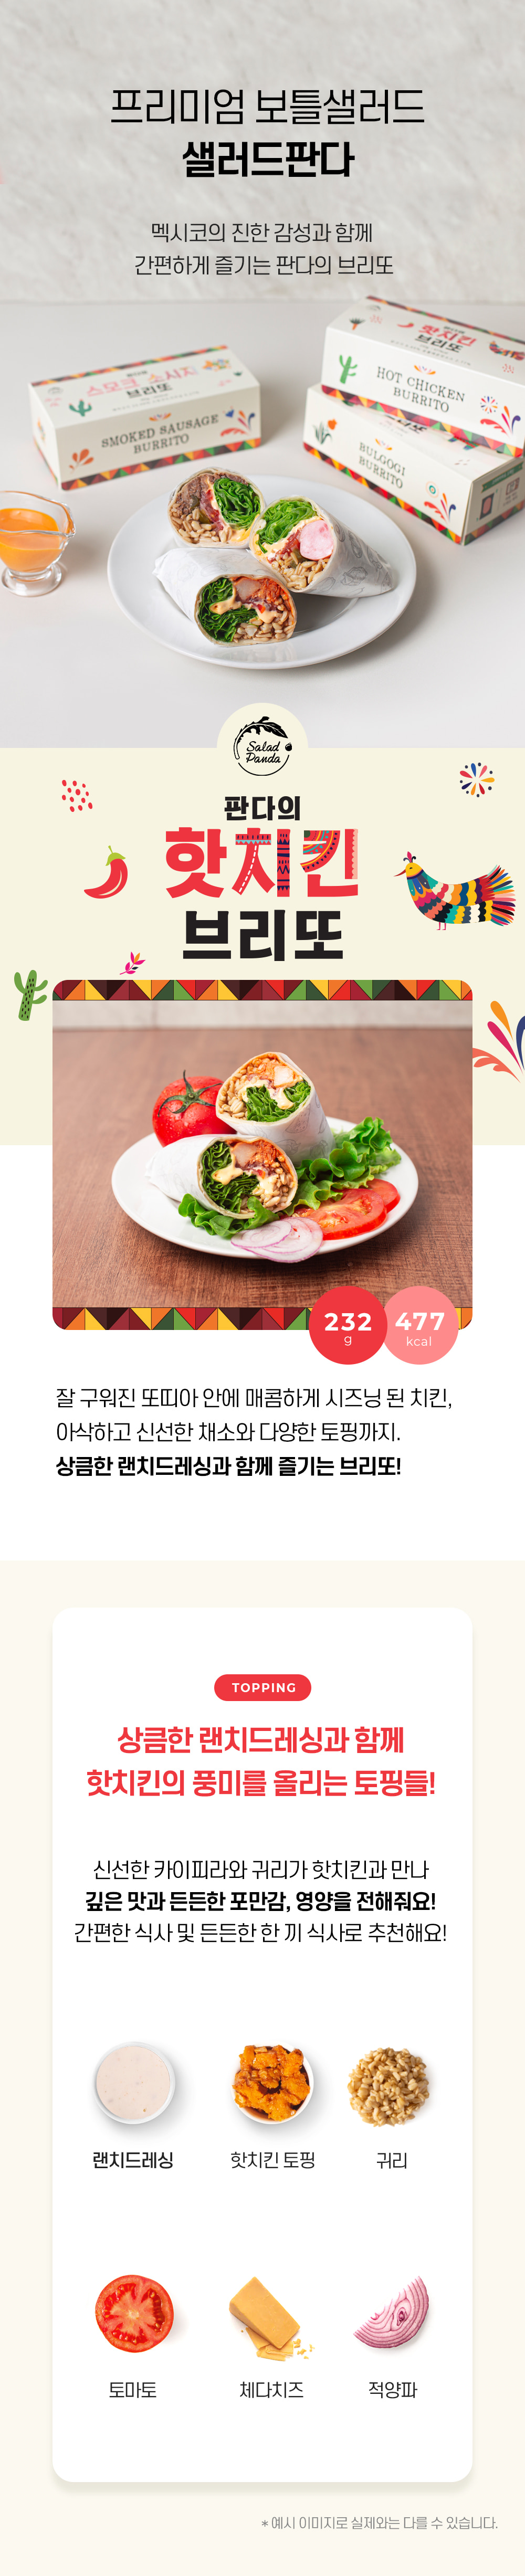 프리미엄 보틀샐러드
샐러드판다
멕시코의 진한 감성과 함께
간편하게 즐기는 판다의 브리또
스모크 소시지
브리또
SMOKED SAUSAGE
BURRITO
핫치킨
브리또
HOT CHICKEN
BURRITO
BULGOGI
BURRITO
Salad
Panda
판다의
핫치킨
브리또
232
g
477
kcal
잘 구워진 또띠아 안에 매콤하게 시즈닝 된 치킨,
아삭하고 신선한 채소와 다양한 토핑까지.
상큼한 랜치드레싱과 함께 즐기는 브리또!
TOPPING
상큼한 랜치드레싱과 함께
핫치킨의 풍미를 올리는 토핑들!
신선한 카이피라와 귀리가 핫치킨과 만나
깊은 맛과 든든한 포만감, 영양을 전해줘요!
간편한 식사 및 든든한 한 끼 식사로 추천해요!
랜치드레싱
핫치킨 토핑
귀리
토마토
체다치즈
적양파
* 예시 이미지로 실제와는 다를 수 있습니다.